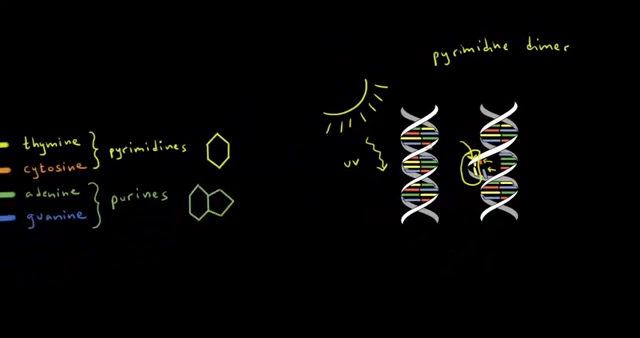 pyrimidine dimer
thymine
cytosine
pyrimidines
adenine
guanine
purines
uv